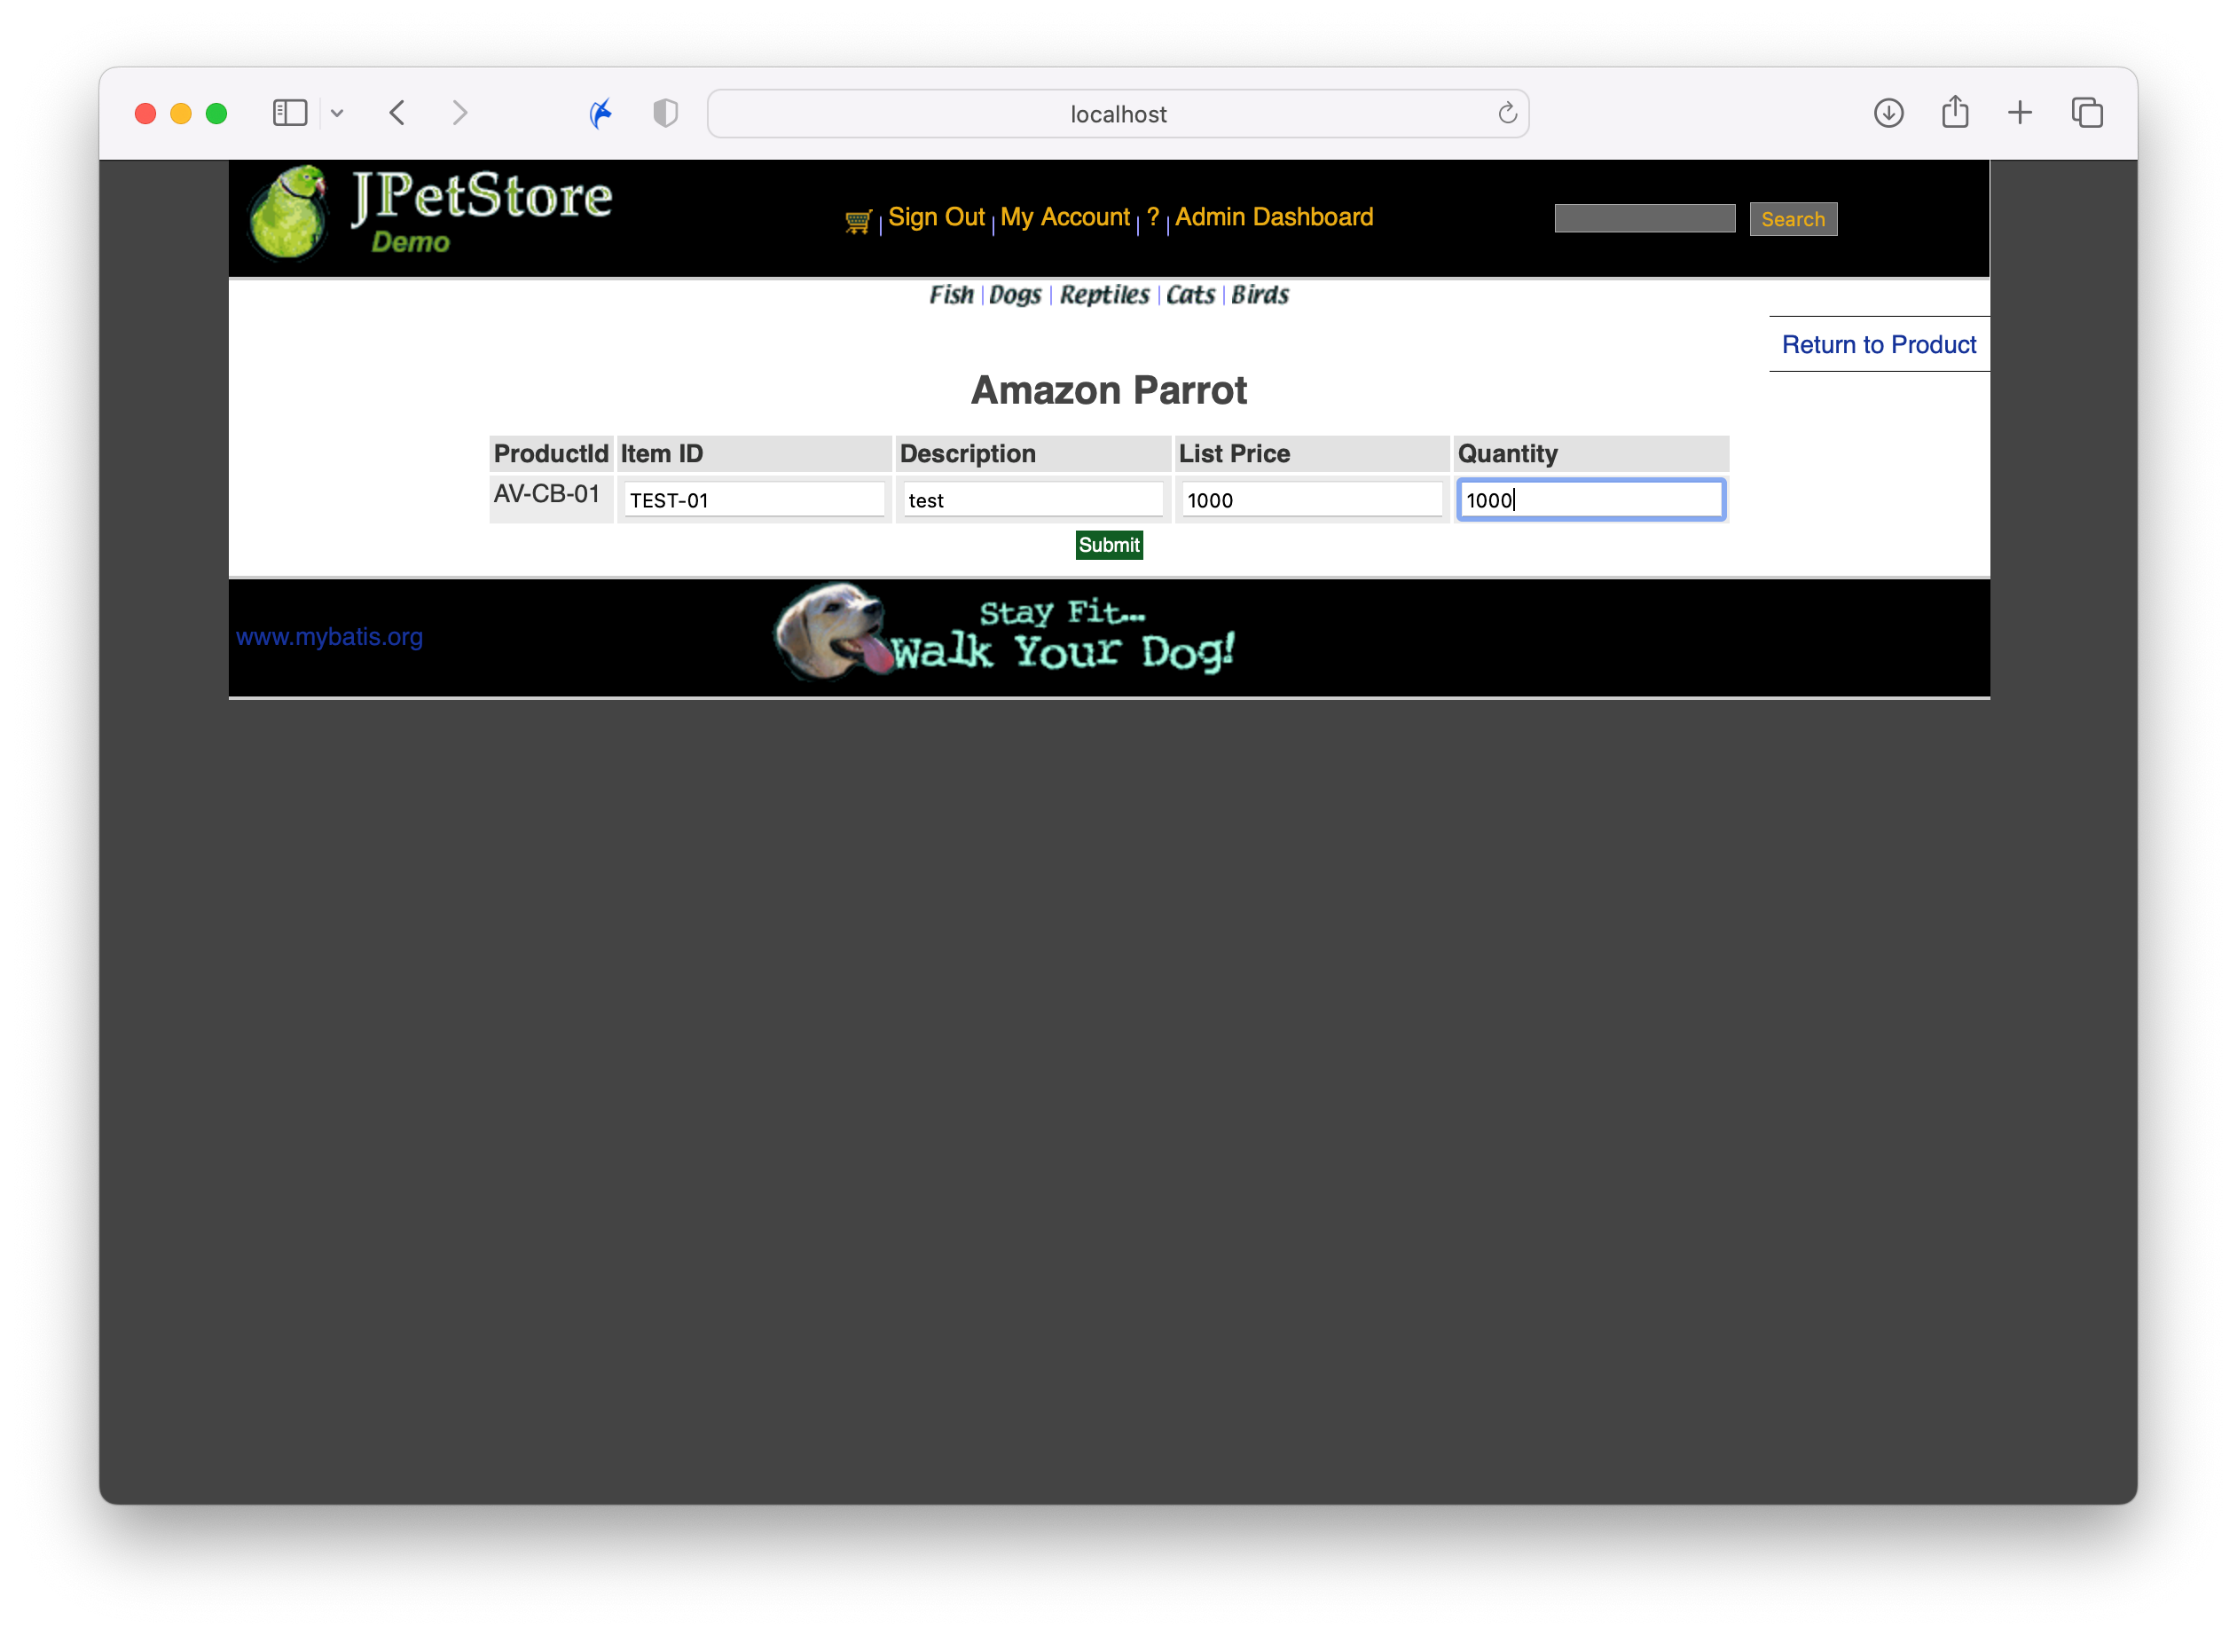 localhost
JPetStore
Demo
Sign Out My Account ? Admin Dashboard
Search
Fish | Dogs | Reptiles | Cats | Birds
Return to Product
Amazon Parrot
ProductId Item ID Description List Price Quantity
AV-CB-01 TEST-01 test 1000 1000
Submit
www.mybatis.org
Stay Fit...
Walk Your Dog!